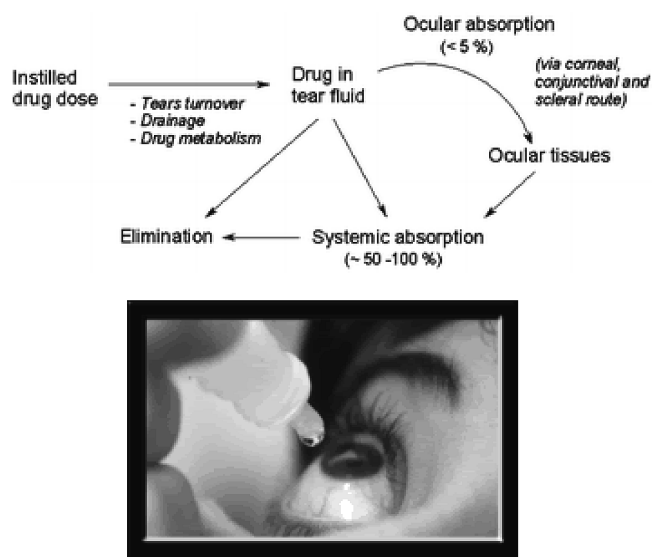 Ocular absorption
(< 5 %)
(via corneal,
conjunctival and
scleral route)
Instilled
drug dose
- Tears turnover
- Drainage
- Drug metabolism
Drug in
tear fluid
Ocular tissues
Elimination
Systemic absorption
(~ 50 -100 %)